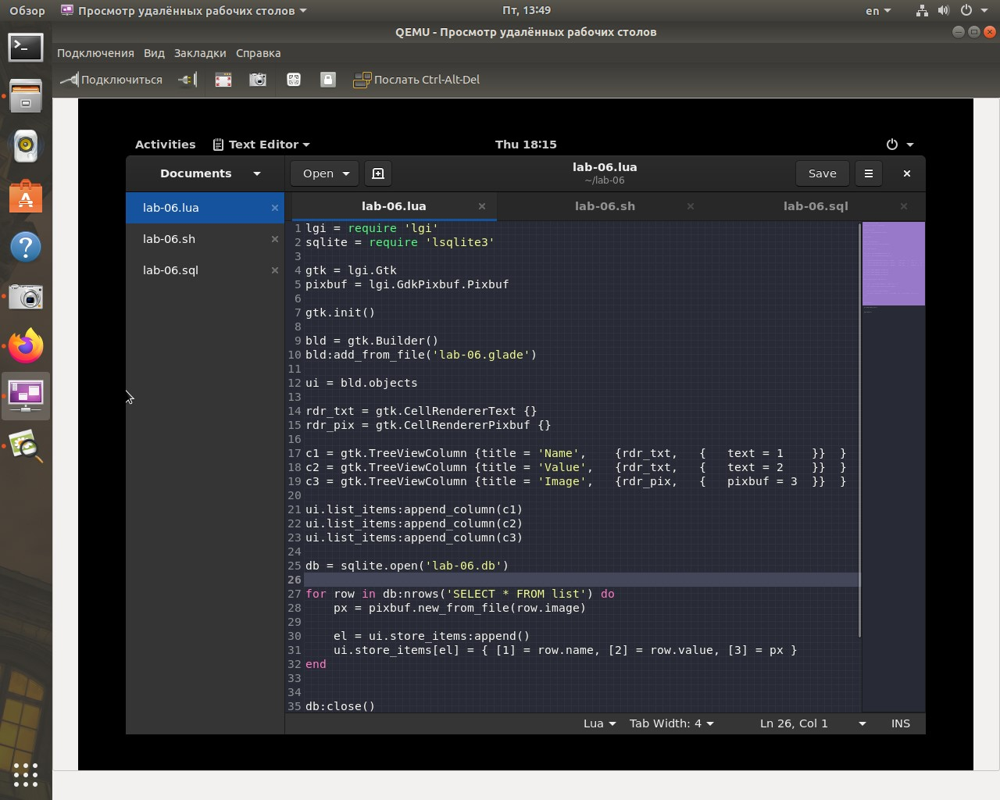 Обзор Просмотр удалённых рабочих столов Пт, 13:49 en
QEMU - Просмотр удалённых рабочих столов
Подключения Вид Закладки Справка
Подключиться Послать Ctrl-Alt-Del
Activities Text Editor Thu 18:15
Documents Open lab-06.lua Save
~/lab-06
lab-06.lua
lab-06.sh
lab-06.sql
lab-06.lua lab-06.sh lab-06.sql
1 lgi = require 'lgi'
2 sqlite = require 'lsqlite3'
3
4 gtk = lgi.Gtk
5 pixbuf = lgi.GdkPixbuf.Pixbuf
6
7 gtk.init()
8
9 bld = gtk.Builder()
10 bld:add_from_file('lab-06.glade')
11
12 ui = bld.objects
13
14 rdr_txt = gtk.CellRendererText {}
15 rdr_pix = gtk.CellRendererPixbuf {}
16
17 c1 = gtk.TreeViewColumn {title = 'Name',    {rdr_txt,   {   text = 1    }}  }
18 c2 = gtk.TreeViewColumn {title = 'Value',   {rdr_txt,   {   text = 2    }}  }
19 c3 = gtk.TreeViewColumn {title = 'Image',   {rdr_pix,   {   pixbuf = 3  }}  }
20
21 ui.list_items:append_column(c1)
22 ui.list_items:append_column(c2)
23 ui.list_items:append_column(c3)
24
25 db = sqlite.open('lab-06.db')
26
27 for row in db:nrows('SELECT * FROM list') do
28     px = pixbuf.new_from_file(row.image)
29
30     el = ui.store_items:append()
31     ui.store_items[el] = { [1] = row.name, [2] = row.value, [3] = px }
32 end
33
34
35 db:close()
Lua Tab Width: 4 Ln 26, Col 1 INS